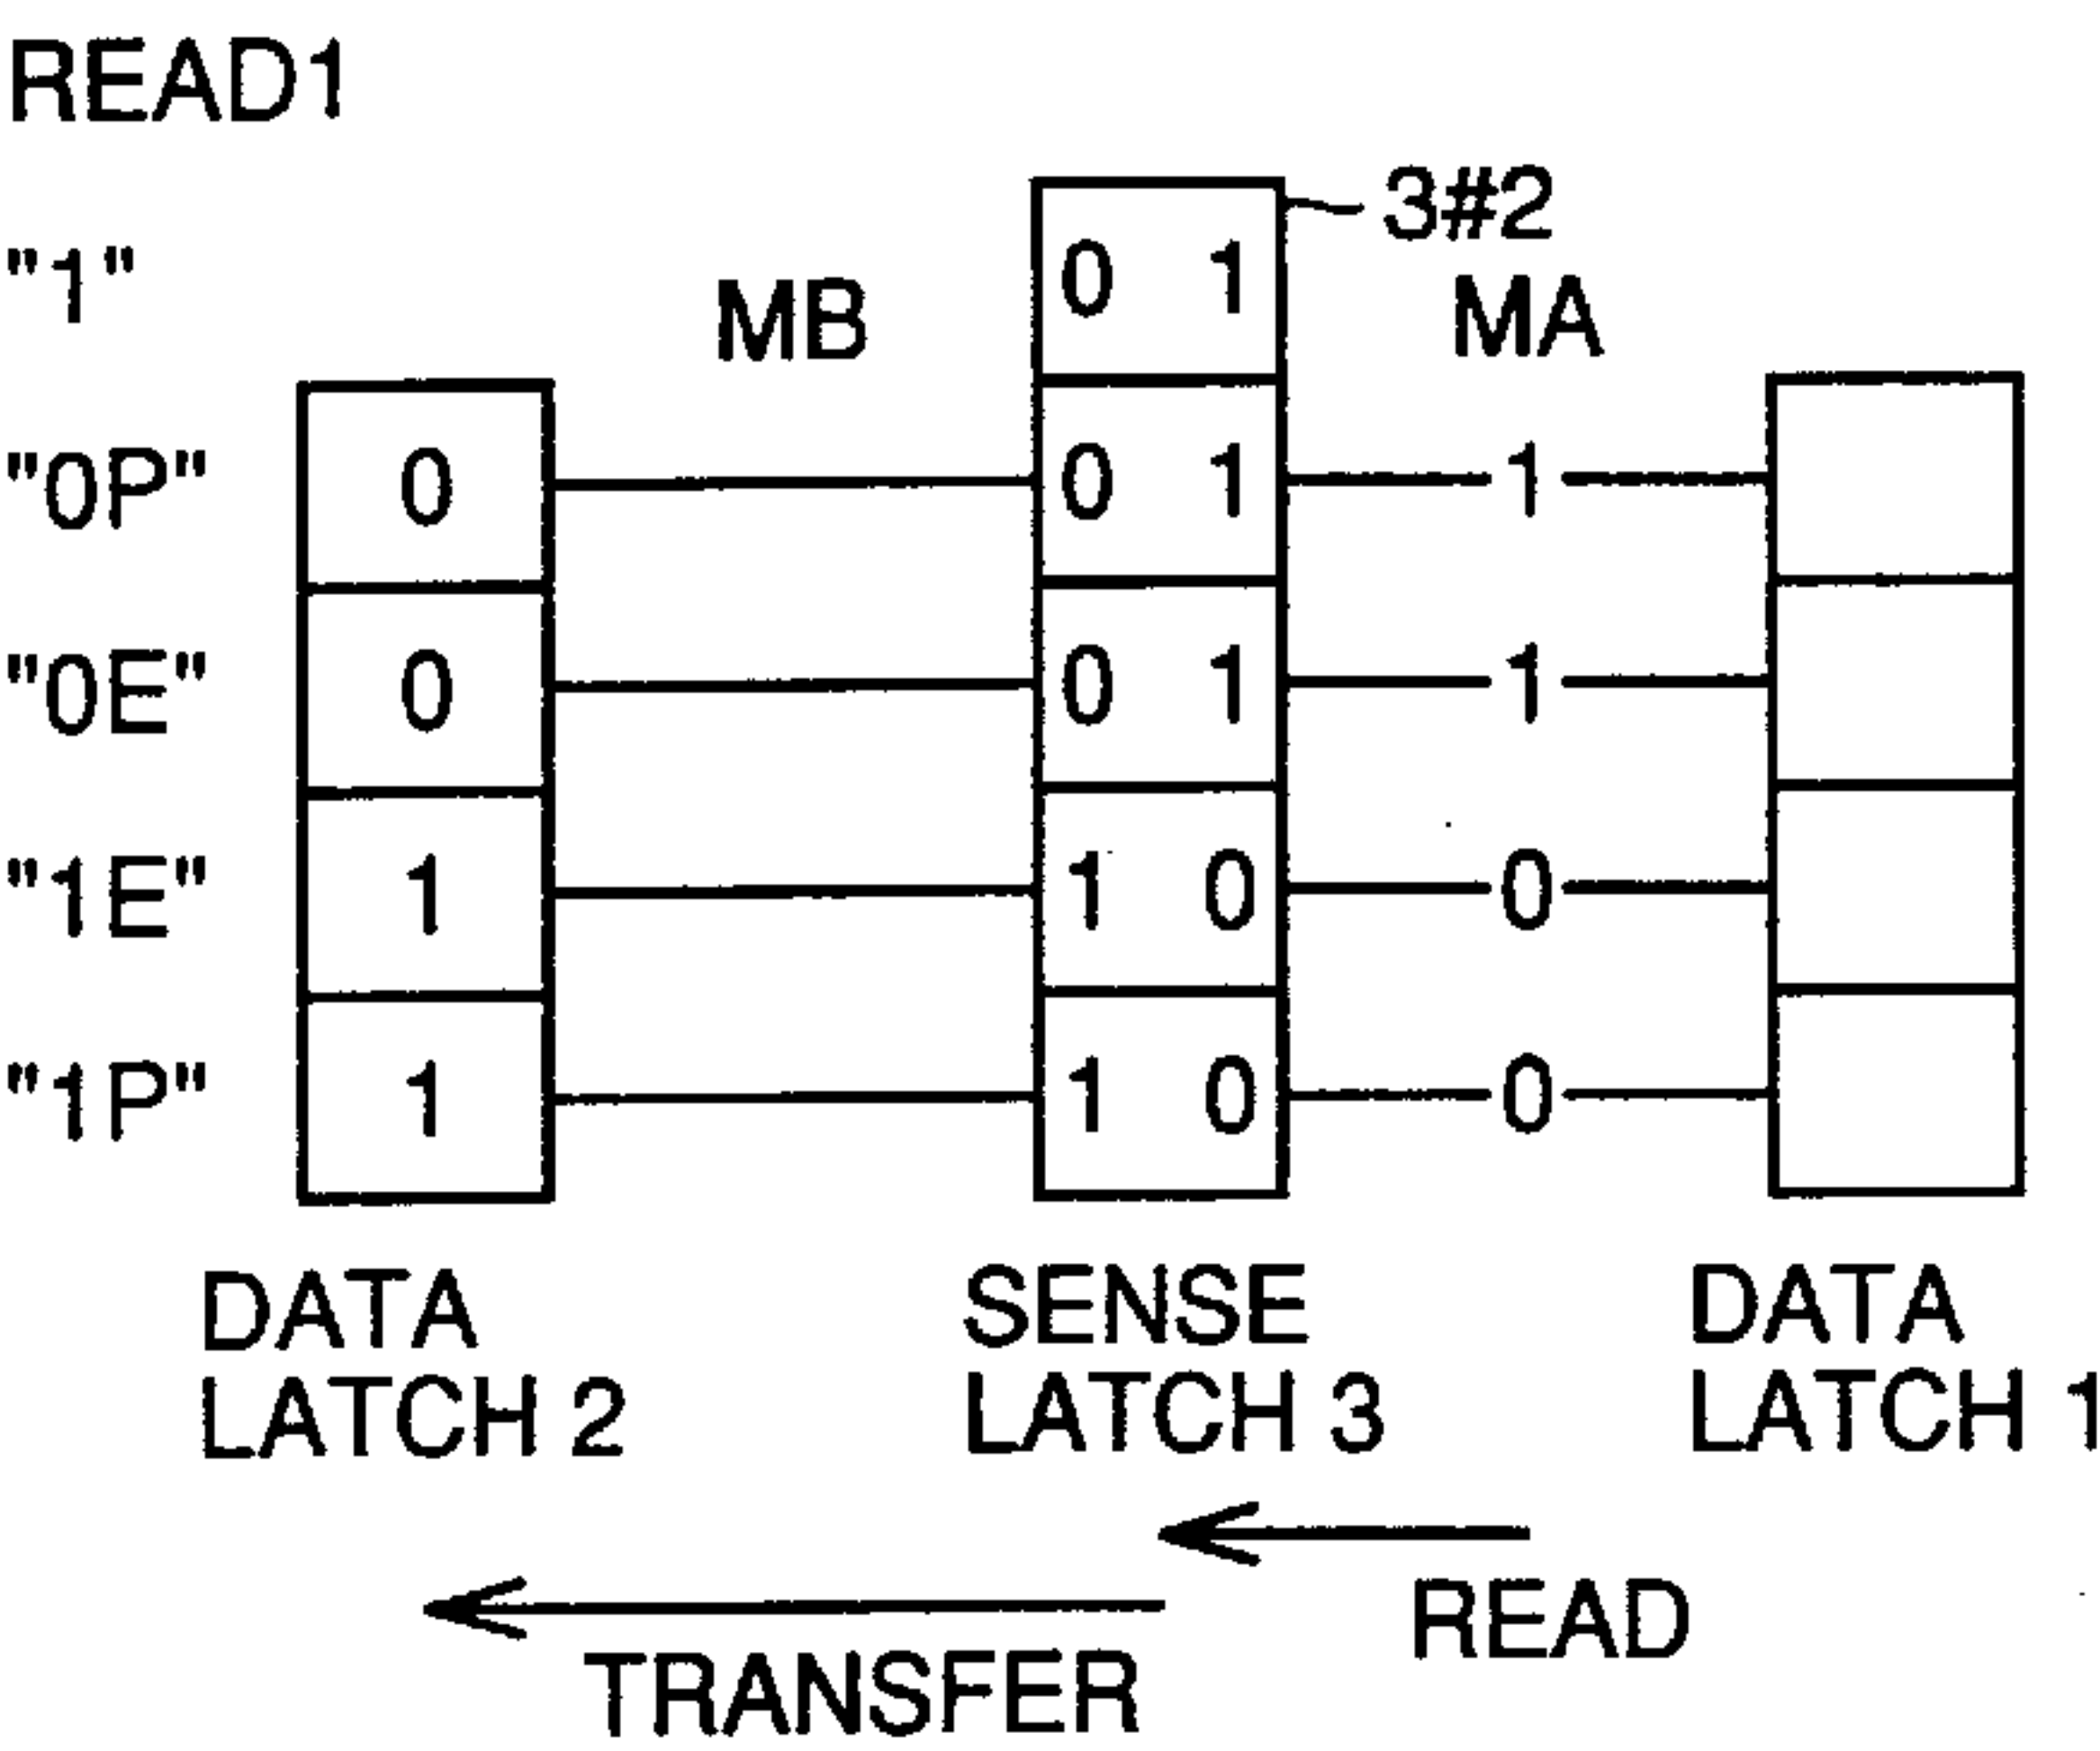 READ1
3#2
"1" 0 1
MB MA
"0P" 0 0 1 1
"0E" 0 0 1 1
"1E" 1 1 0 0
"1P" 1 1 0 0
DATA LATCH 2
SENSE LATCH 3
DATA LATCH 1
READ
TRANSFER